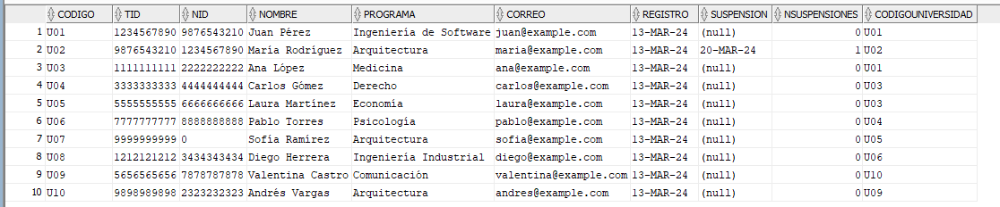 CODIGO TID NID NOMBRE PROGRAMA CORREO REGISTRO SUSPENSION NSUSPENSIONES CODIGOUNIVERSIDAD
1 U01 1234567890 9876543210 Juan Pérez Ingeniería de Software juan@example.com 13-MAR-24 (null) 0 U01
2 U02 9876543210 1234567890 María Rodríguez Arquitectura maria@example.com 13-MAR-24 20-MAR-24 1 U02
3 U03 1111111111 2222222222 Ana López Medicina ana@example.com 13-MAR-24 (null) 0 U01
4 U04 3333333333 4444444444 Carlos Gómez Derecho carlos@example.com 13-MAR-24 (null) 0 U03
5 U05 5555555555 6666666666 Laura Martínez Economía laura@example.com 13-MAR-24 (null) 0 U03
6 U06 7777777777 8888888888 Pablo Torres Psicología pablo@example.com 13-MAR-24 (null) 0 U04
7 U07 9999999999 0 Sofía Ramírez Arquitectura sofia@example.com 13-MAR-24 (null) 0 U05
8 U08 1212121212 3434343434 Diego Herrera Ingeniería Industrial diego@example.com 13-MAR-24 (null) 0 U06
9 U09 5656565656 7878787878 Valentina Castro Comunicación valentina@example.com 13-MAR-24 (null) 0 U10
10 U10 9898989898 2323232323 Andrés Vargas Arquitectura andres@example.com 13-MAR-24 (null) 0 U09